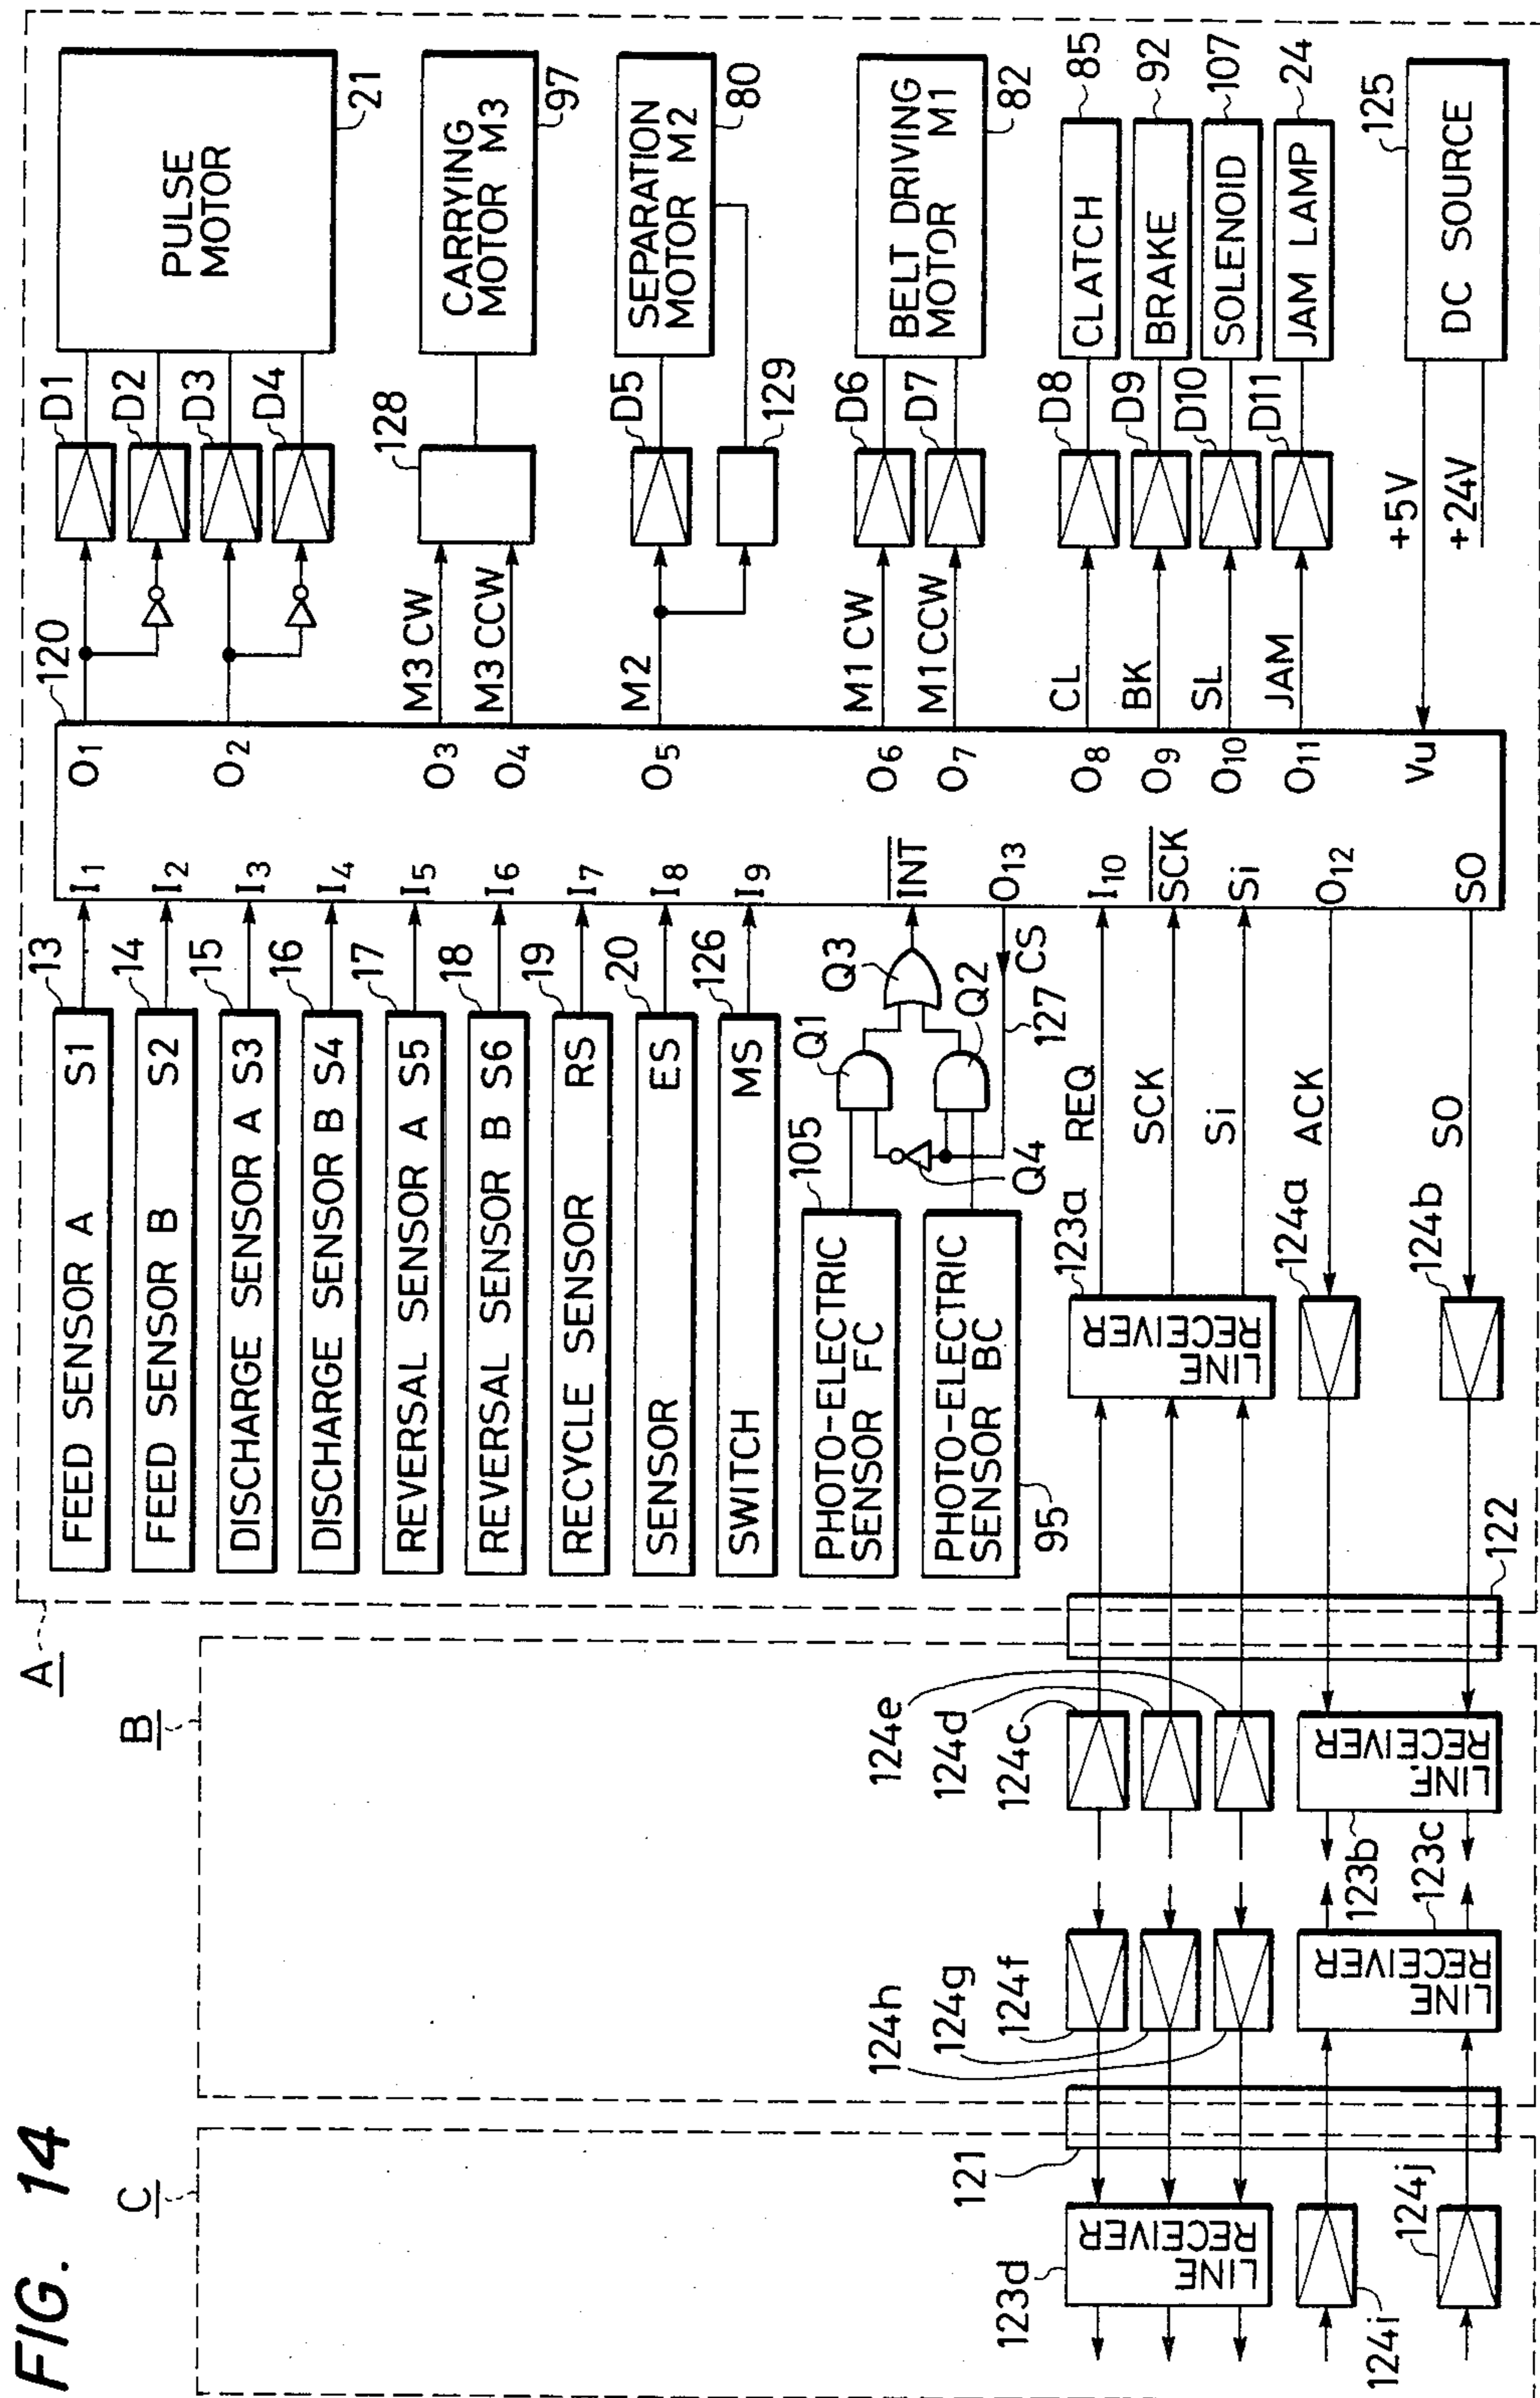 FIG. 14
C
B
A
FEED SENSOR A S1
13
I1
FEED SENSOR B S2
14
I2
DISCHARGE SENSOR A S3
15
I3
DISCHARGE SENSOR B S4
16
I4
REVERSAL SENSOR A S5
17
I5
REVERSAL SENSOR B S6
18
I6
RECYCLE SENSOR RS
19
I7
SENSOR ES
20
I8
SWITCH MS
126
I9
PHOTO-ELECTRIC
SENSOR FC
105
PHOTO-ELECTRIC
SENSOR BC
95
Q1
Q2
Q3
Q4
INT
O13
127 CS
REQ
I10
SCK
SCK
Si
Si
ACK
O12
SO
SO
LINE
RECEIVER
123a
124a
124b
122
124e
124d
124c
LINE
RECEIVER
123b
124h
124g
124f
LINE
RECEIVER
123c
121
LINE
RECEIVER
123d
124i
124j
120
O1
D1
D2
O2
D3
D4
PULSE
MOTOR
21
O3
M3 CW
O4
M3 CCW
128
CARRYING
MOTOR M3
97
O5
M2
D5
129
SEPARATION
MOTOR M2
80
O6
M1 CW
D6
O7
M1 CCW
D7
BELT DRIVING
MOTOR M1
82
O8
CL
D8
CLATCH
85
O9
BK
D9
BRAKE
92
O10
SL
D10
SOLENOID
107
O11
JAM
D11
JAM LAMP
24
Vu
+5V
+24V
DC SOURCE
125